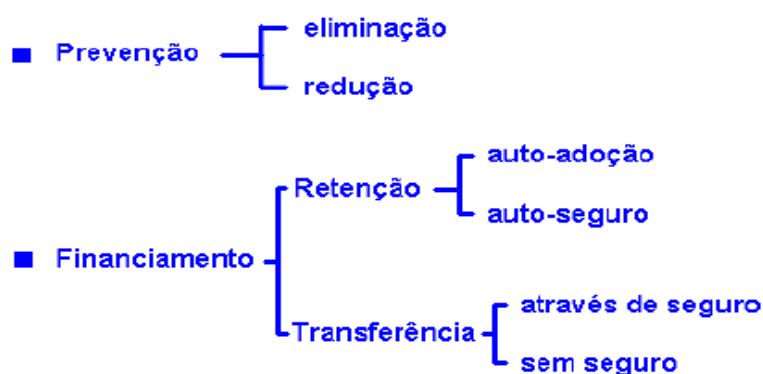 eliminação
Prevenção
redução
auto-adoção
Retenção
auto-seguro
Financiamento
através de seguro
Transferência
sem seguro